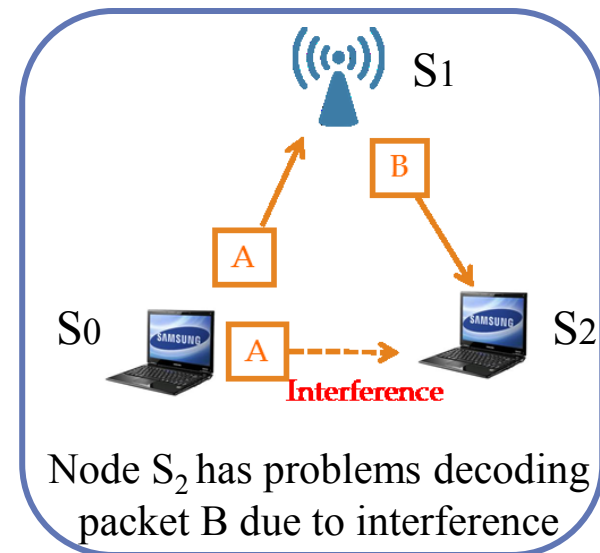 S1
B
A
S0
SAMSUNG
A
SAMSUNG
S2
Interference
Node S2 has problems decoding
packet B due to interference